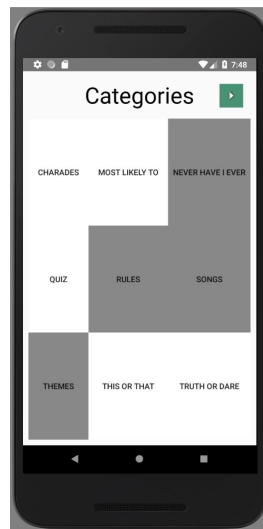 7:48
Categories
CHARADES MOST LIKELY TO NEVER HAVE I EVER
QUIZ RULES SONGS
THEMES THIS OR THAT TRUTH OR DARE